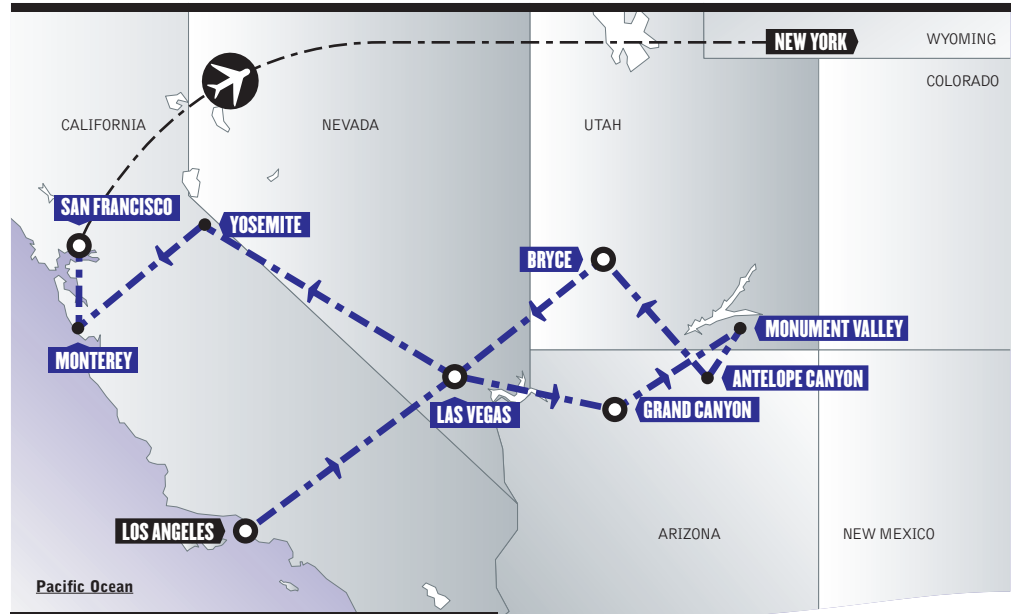 NEW YORK
WYOMING
COLORADO
CALIFORNIA
NEVADA
UTAH
SAN FRANCISCO
YOSEMITE
BRYCE
MONUMENT VALLEY
MONTEREY
ANTELOPE CANYON
LAS VEGAS
GRAND CANYON
LOS ANGELES
ARIZONA
NEW MEXICO
Pacific Ocean